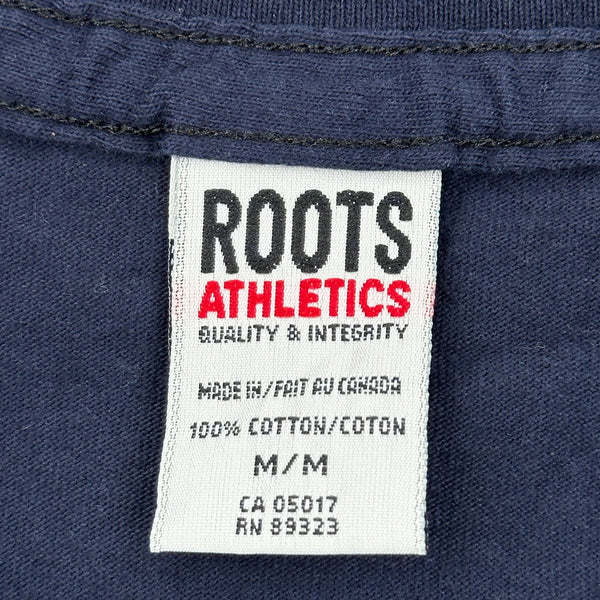 ROOTS
ATHLETICS
QUALITY & INTEGRITY
MADE IN/FAIT AU CANADA
100% COTTON/COTON
M/M
CA 05017
RN 89323